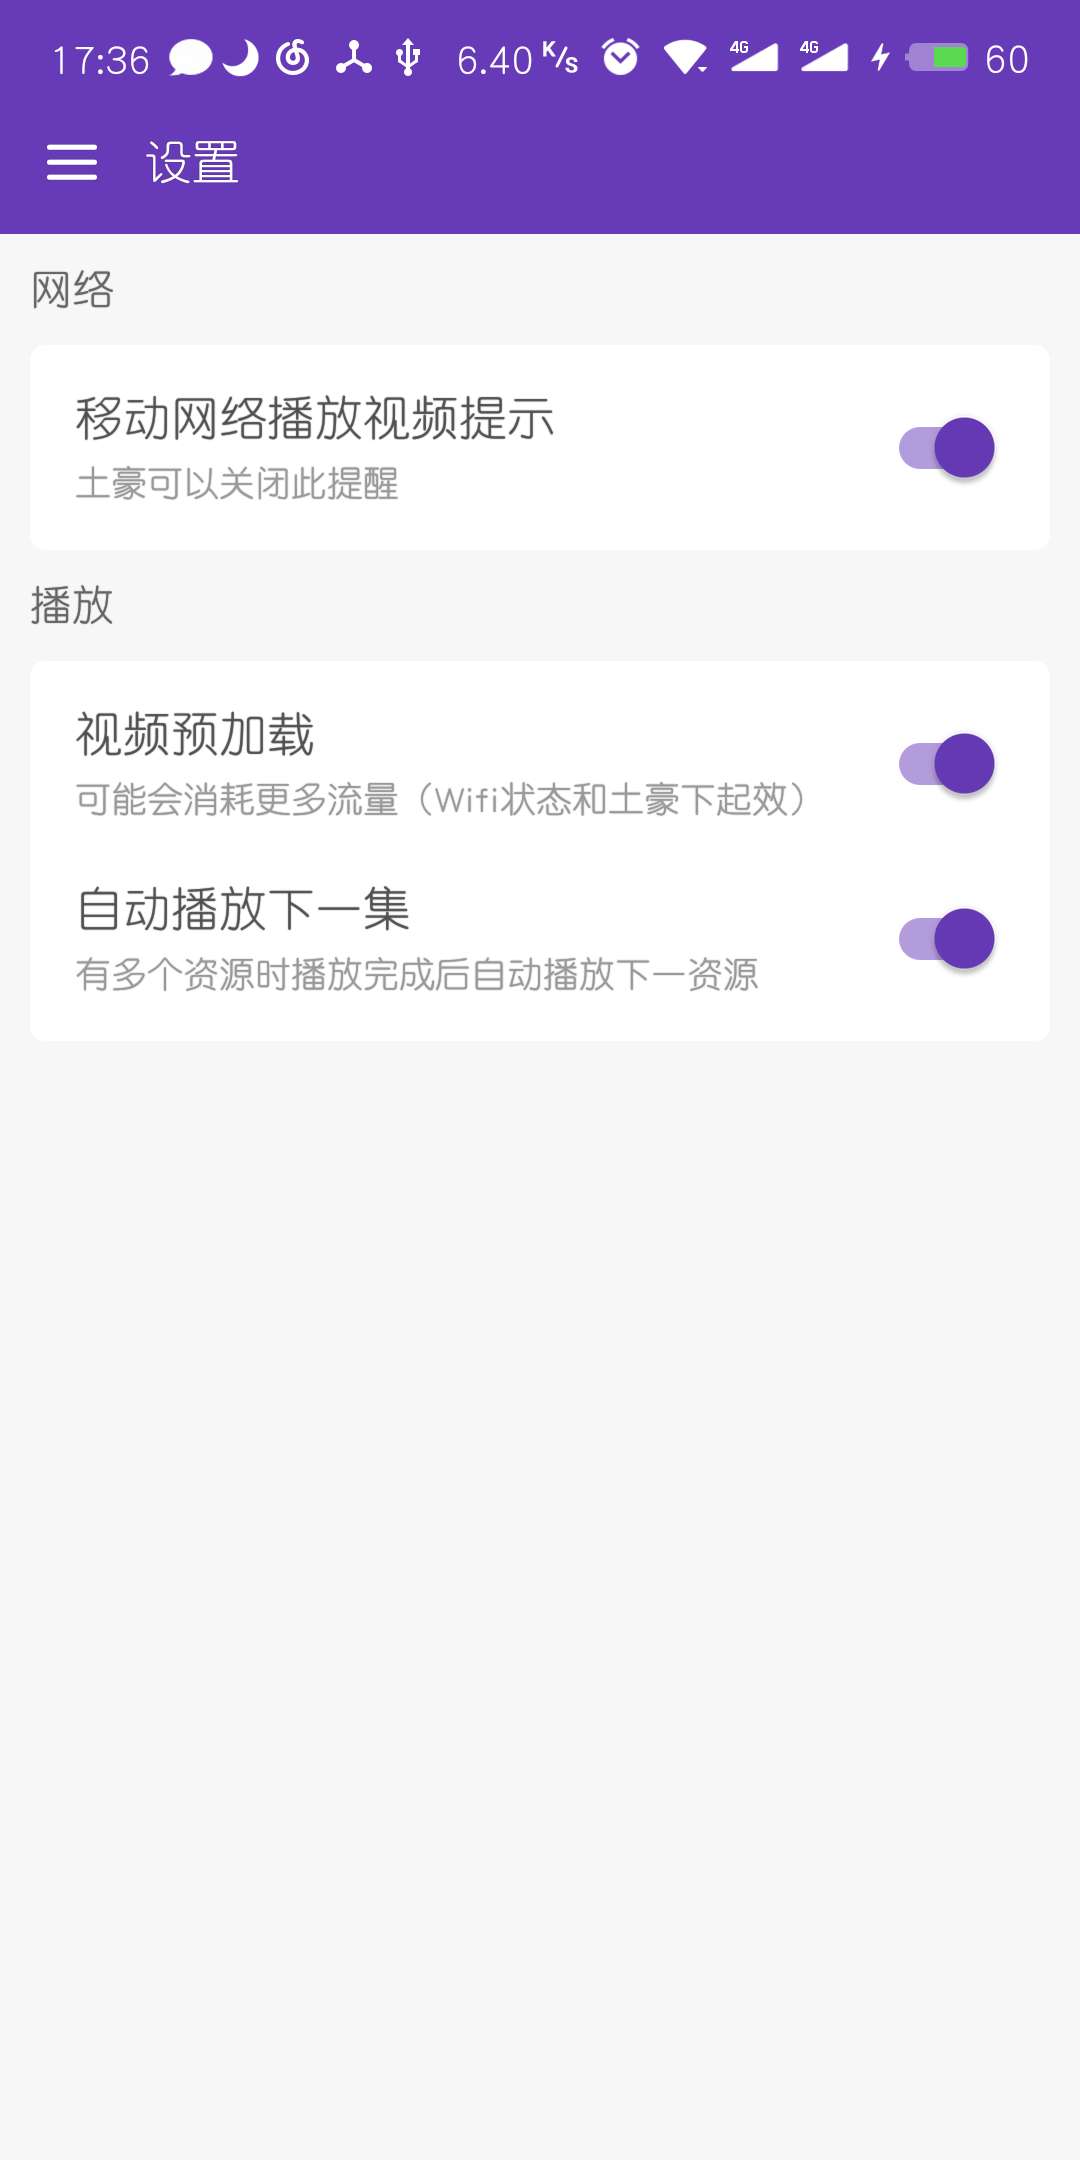 17:36 6.40 K/s 4G 4G 60
设置
网络
移动网络播放视频提示
土豪可以关闭此提醒
播放
视频预加载
可能会消耗更多流量（Wifi状态和土豪下起效）
自动播放下一集
有多个资源时播放完成后自动播放下一资源